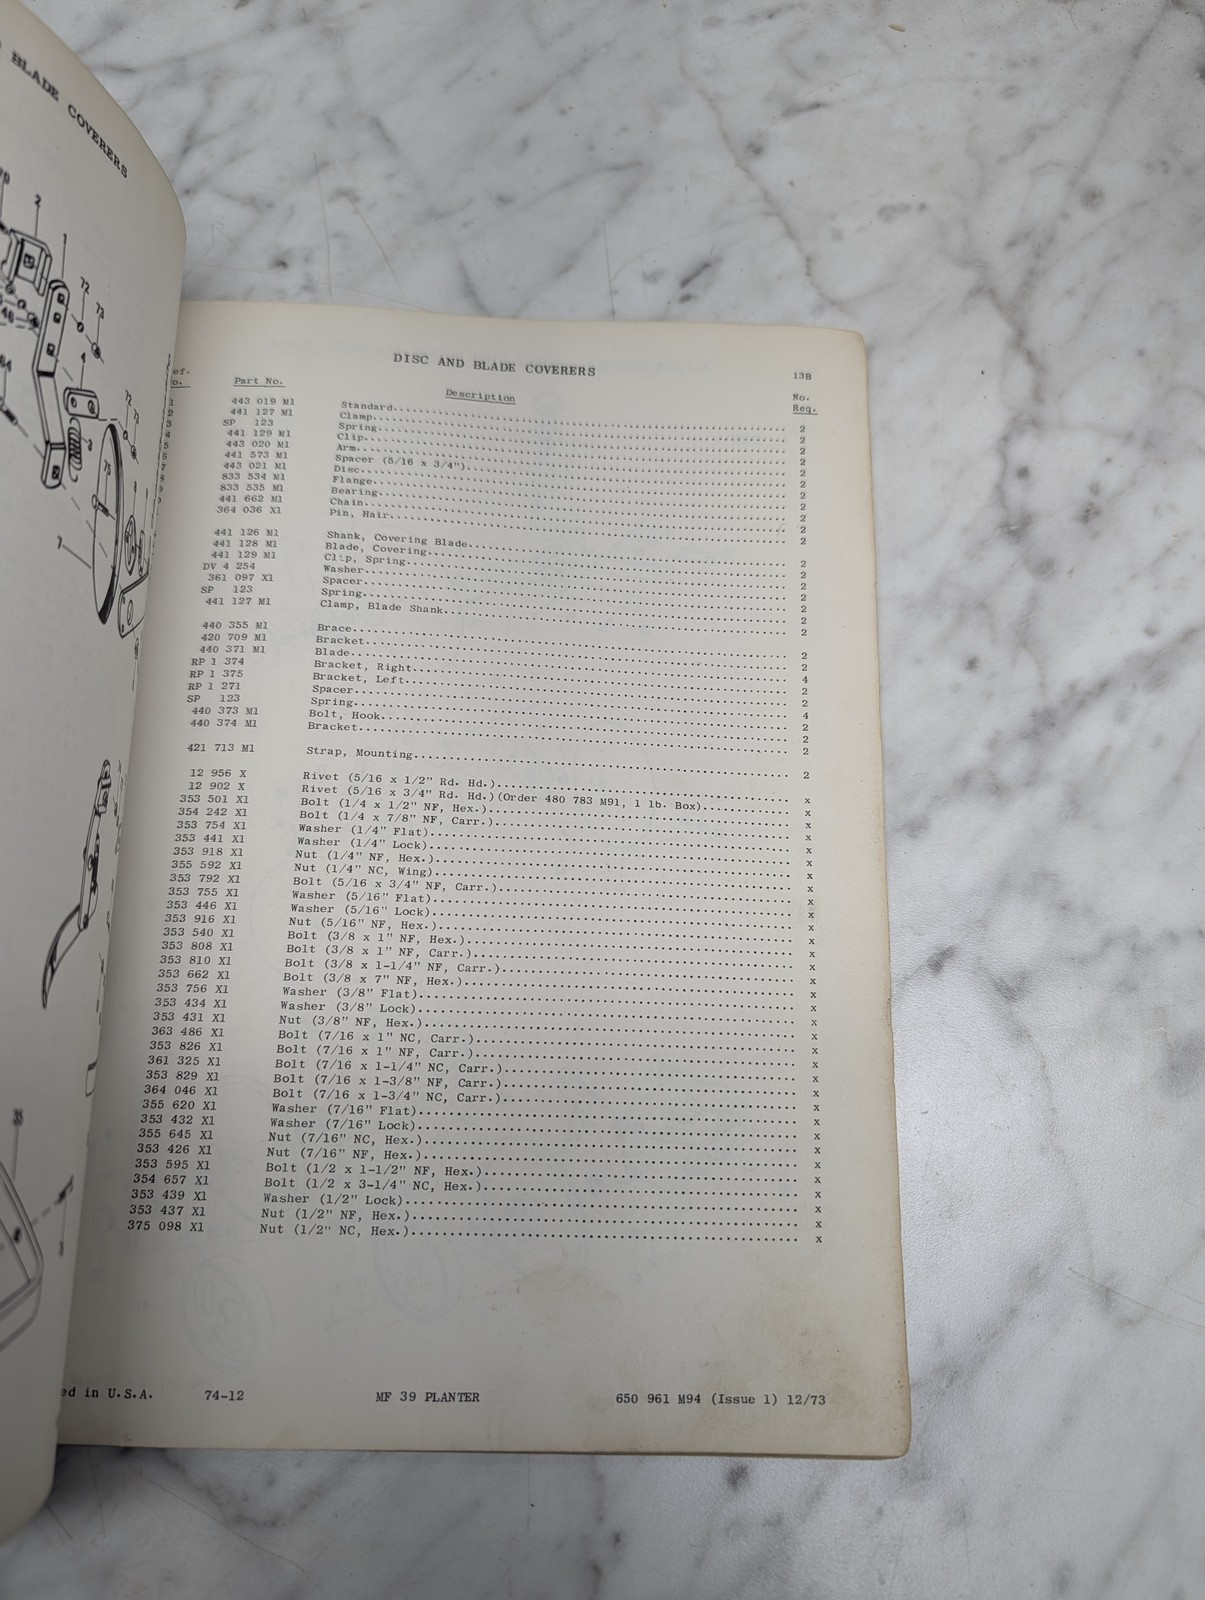 BLADE COVERERS
2
1
72
73
4
72
3
75
7
35
DISC AND BLADE COVERERS 13B
Part No. Description No. Req.
1 443 019 M1 Standard 2
2 441 127 M1 Clamp 2
3 SP 123 Spring 2
4 441 129 M1 Clip 2
5 443 020 M1 Arm 2
6 441 573 M1 Spacer (5/16 x 3/4") 2
7 443 021 M1 Disc 2
8 833 534 M1 Flange 2
833 535 M1 Bearing 2
441 662 M1 Chain 2
364 036 X1 Pin, Hair 2
441 126 M1 Shank, Covering Blade 2
441 128 M1 Blade, Covering 2
441 129 M1 Clip, Spring 2
DV 4 254 Washer 2
361 097 X1 Spacer 2
SP 123 Spring 2
441 127 M1 Clamp, Blade Shank 2
440 355 M1 Brace 2
420 709 M1 Bracket 2
440 371 M1 Blade 4
RP 1 374 Bracket, Right 2
RP 1 375 Bracket, Left 2
RP 1 271 Spacer 4
SP 123 Spring 2
440 373 M1 Bolt, Hook 2
440 374 M1 Bracket 2
421 713 M1 Strap, Mounting 2
12 956 X Rivet (5/16 x 1/2" Rd. Hd.) x
12 902 X Rivet (5/16 x 3/4" Rd. Hd.)(Order 480 783 M91, 1 lb. Box) x
353 501 X1 Bolt (1/4 x 1/2" NF, Hex.) x
354 242 X1 Bolt (1/4 x 7/8" NF, Carr.) x
353 754 X1 Washer (1/4" Flat) x
353 441 X1 Washer (1/4" Lock) x
353 918 X1 Nut (1/4" NF, Hex.) x
355 592 X1 Nut (1/4" NC, Wing) x
353 792 X1 Bolt (5/16 x 3/4" NF, Carr.) x
353 755 X1 Washer (5/16" Flat) x
353 446 X1 Washer (5/16" Lock) x
353 916 X1 Nut (5/16" NF, Hex.) x
353 540 X1 Bolt (3/8 x 1" NF, Hex.) x
353 808 X1 Bolt (3/8 x 1" NF, Carr.) x
353 810 X1 Bolt (3/8 x 1-1/4" NF, Carr.) x
353 662 X1 Bolt (3/8 x 7" NF, Hex.) x
353 756 X1 Washer (3/8" Flat) x
353 434 X1 Washer (3/8" Lock) x
353 431 X1 Nut (3/8" NF, Hex.) x
363 486 X1 Bolt (7/16 x 1" NC, Carr.) x
353 826 X1 Bolt (7/16 x 1" NF, Carr.) x
361 325 X1 Bolt (7/16 x 1-1/4" NC, Carr.) x
353 829 X1 Bolt (7/16 x 1-3/8" NF, Carr.) x
364 046 X1 Bolt (7/16 x 1-3/4" NC, Carr.) x
355 620 X1 Washer (7/16" Flat) x
353 432 X1 Washer (7/16" Lock) x
355 645 X1 Nut (7/16" NC, Hex.) x
353 426 X1 Nut (7/16" NF, Hex.) x
353 595 X1 Bolt (1/2 x 1-1/2" NF, Hex.) x
354 657 X1 Bolt (1/2 x 3-1/4" NC, Hex.) x
353 439 X1 Washer (1/2" Lock) x
353 437 X1 Nut (1/2" NF, Hex.) x
375 098 X1 Nut (1/2" NC, Hex.) x
ed in U.S.A. 74-12 MF 39 PLANTER 650 961 M94 (Issue 1) 12/73